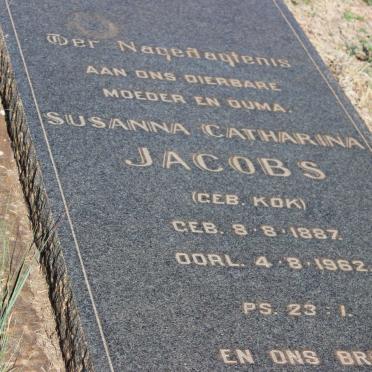 Ter Nagedagtenis
AAN ONS DIERBARE
MOEDER EN OUMA.
SUSANNA CATHARINA
JACOBS
(GEB. KOK)
GEB. 8·8·1887.
OORL. 4·8·1962.
PS. 23:1.
EN ONS